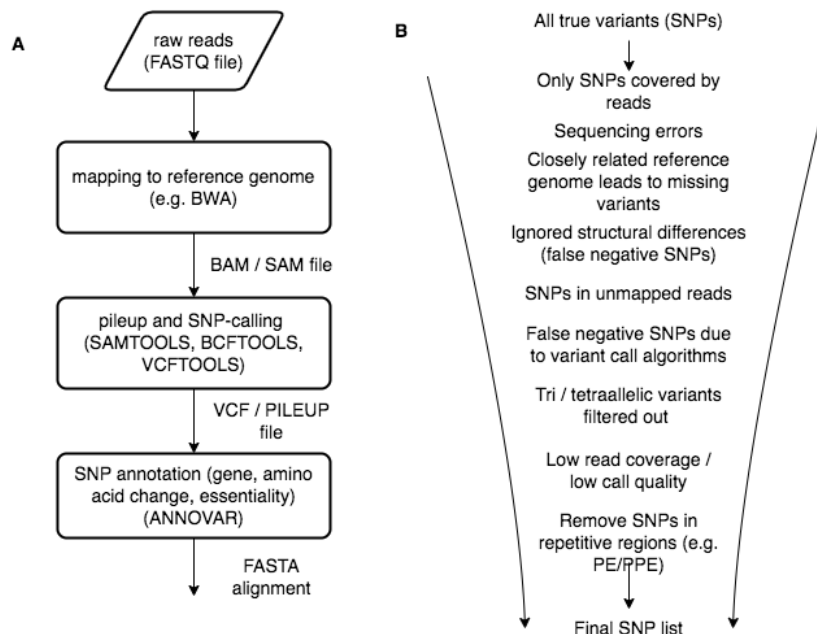 A
raw reads
(FASTQ file)
mapping to reference genome
(e.g. BWA)
BAM / SAM file
pileup and SNP-calling
(SAMTOOLS, BCFTOOLS,
VCFTOOLS)
VCF / PILEUP
file
SNP annotation (gene, amino
acid change, essentiality)
(ANNOVAR)
FASTA
alignment
B
All true variants (SNPs)
Only SNPs covered by
reads
Sequencing errors
Closely related reference
genome leads to missing
variants
Ignored structural differences
(false negative SNPs)
SNPs in unmapped reads
False negative SNPs due
to variant call algorithms
Tri / tetraallelic variants
filtered out
Low read coverage /
low call quality
Remove SNPs in
repetitive regions (e.g.
PE/PPE)
Final SNP list